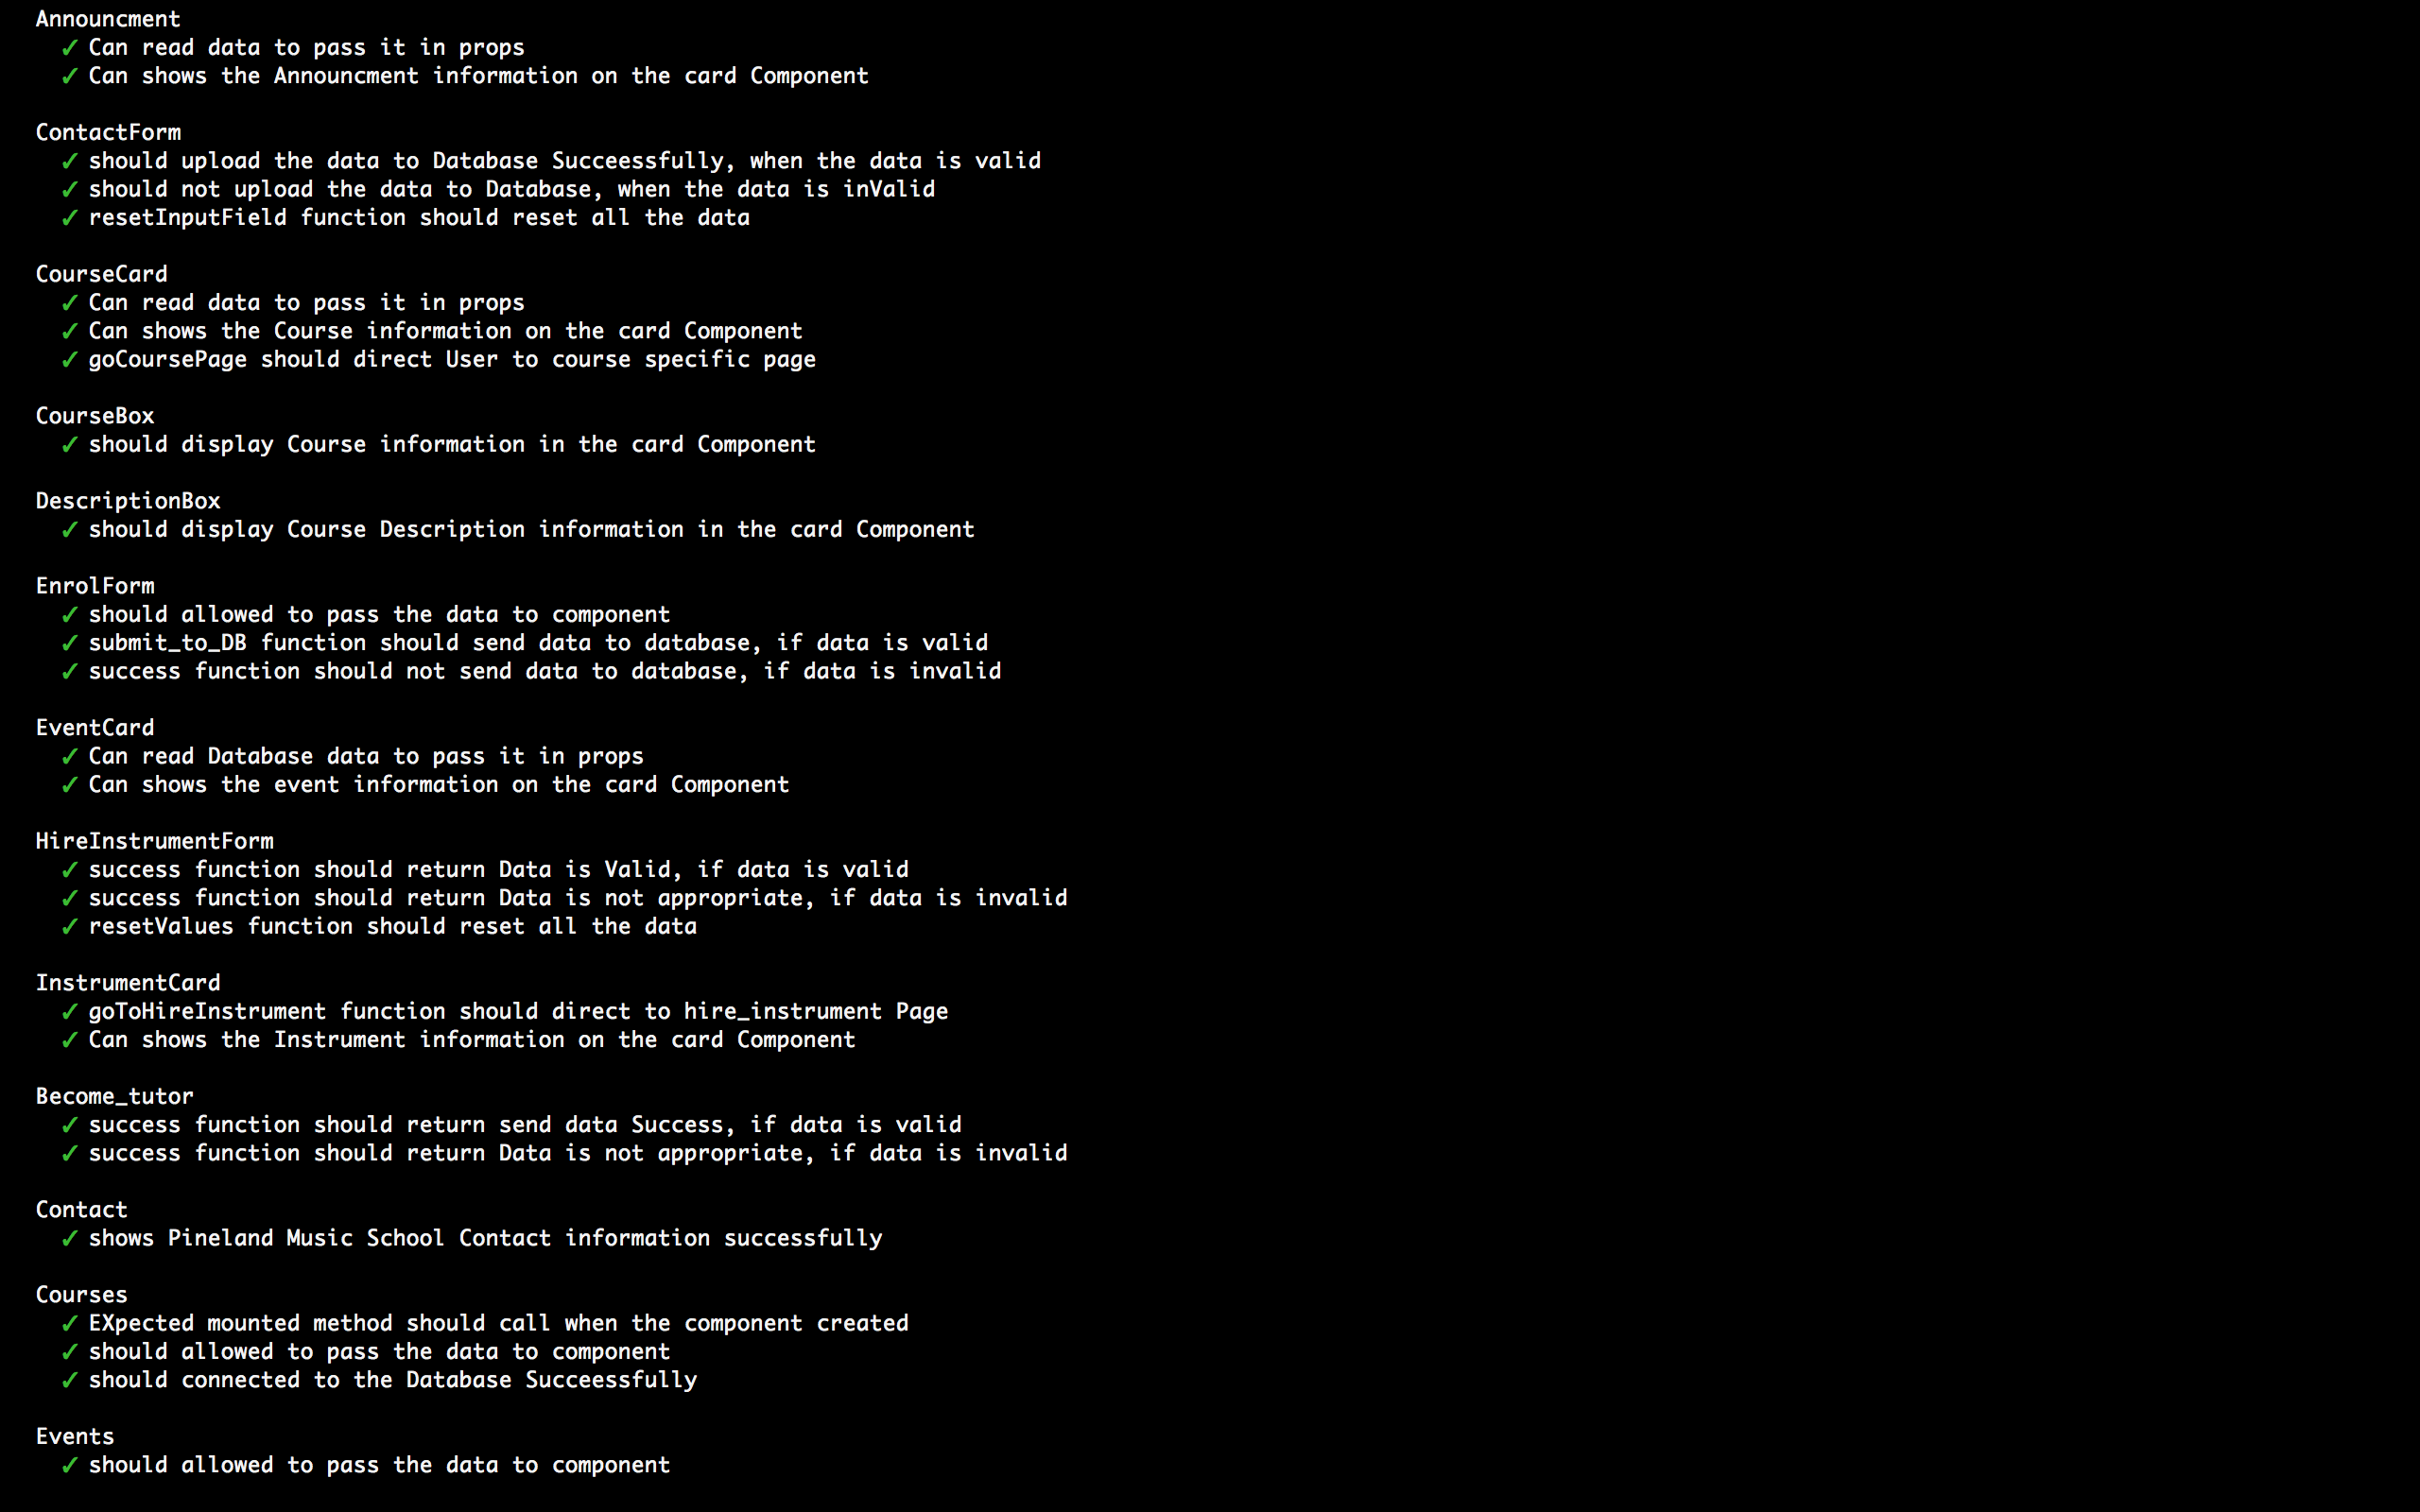 Announcment
✓ Can read data to pass it in props
✓ Can shows the Announcment information on the card Component
ContactForm
✓ should upload the data to Database Succeessfully, when the data is valid
✓ should not upload the data to Database, when the data is inValid
✓ resetInputField function should reset all the data
CourseCard
✓ Can read data to pass it in props
✓ Can shows the Course information on the card Component
✓ goCoursePage should direct User to course specific page
CourseBox
✓ should display Course information in the card Component
DescriptionBox
✓ should display Course Description information in the card Component
EnrolForm
✓ should allowed to pass the data to component
✓ submit_to_DB function should send data to database, if data is valid
✓ success function should not send data to database, if data is invalid
EventCard
✓ Can read Database data to pass it in props
✓ Can shows the event information on the card Component
HireInstrumentForm
✓ success function should return Data is Valid, if data is valid
✓ success function should return Data is not appropriate, if data is invalid
✓ resetValues function should reset all the data
InstrumentCard
✓ goToHireInstrument function should direct to hire_instrument Page
✓ Can shows the Instrument information on the card Component
Become_tutor
✓ success function should return send data Success, if data is valid
✓ success function should return Data is not appropriate, if data is invalid
Contact
✓ shows Pineland Music School Contact information successfully
Courses
✓ EXpected mounted method should call when the component created
✓ should allowed to pass the data to component
✓ should connected to the Database Succeessfully
Events
✓ should allowed to pass the data to component